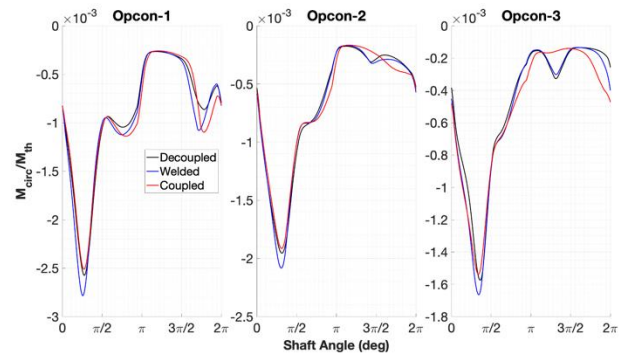 Opcon-1
Opcon-2
Opcon-3
×10⁻³
×10⁻³
×10⁻³
0
-0.5
-1
-1.5
-2
-2.5
-3
0
-0.5
-1
-1.5
-2
-2.5
0
-0.2
-0.4
-0.6
-0.8
-1
-1.2
-1.4
-1.6
-1.8
M_circ/M_th
Decoupled
Welded
Coupled
0 π/2 π 3π/2 2π
0 π/2 π 3π/2 2π
0 π/2 π 3π/2 2π
Shaft Angle (deg)